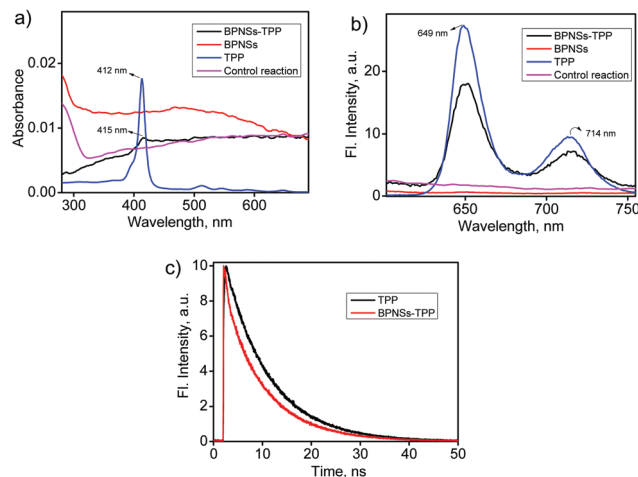 a)
BPNSs-TPP
BPNSs
TPP
Control reaction
412 nm
415 nm
0.02
0.01
0.00
Absorbance
300 400 500 600
Wavelength, nm
b)
BPNSs-TPP
BPNSs
TPP
Control reaction
649 nm
714 nm
20
10
0
Fl. Intensity, a.u.
650 700 750
Wavelength, nm
c)
TPP
BPNSs-TPP
10
8
6
4
2
0
Fl. Intensity, a.u.
0 10 20 30 40 50
Time, ns